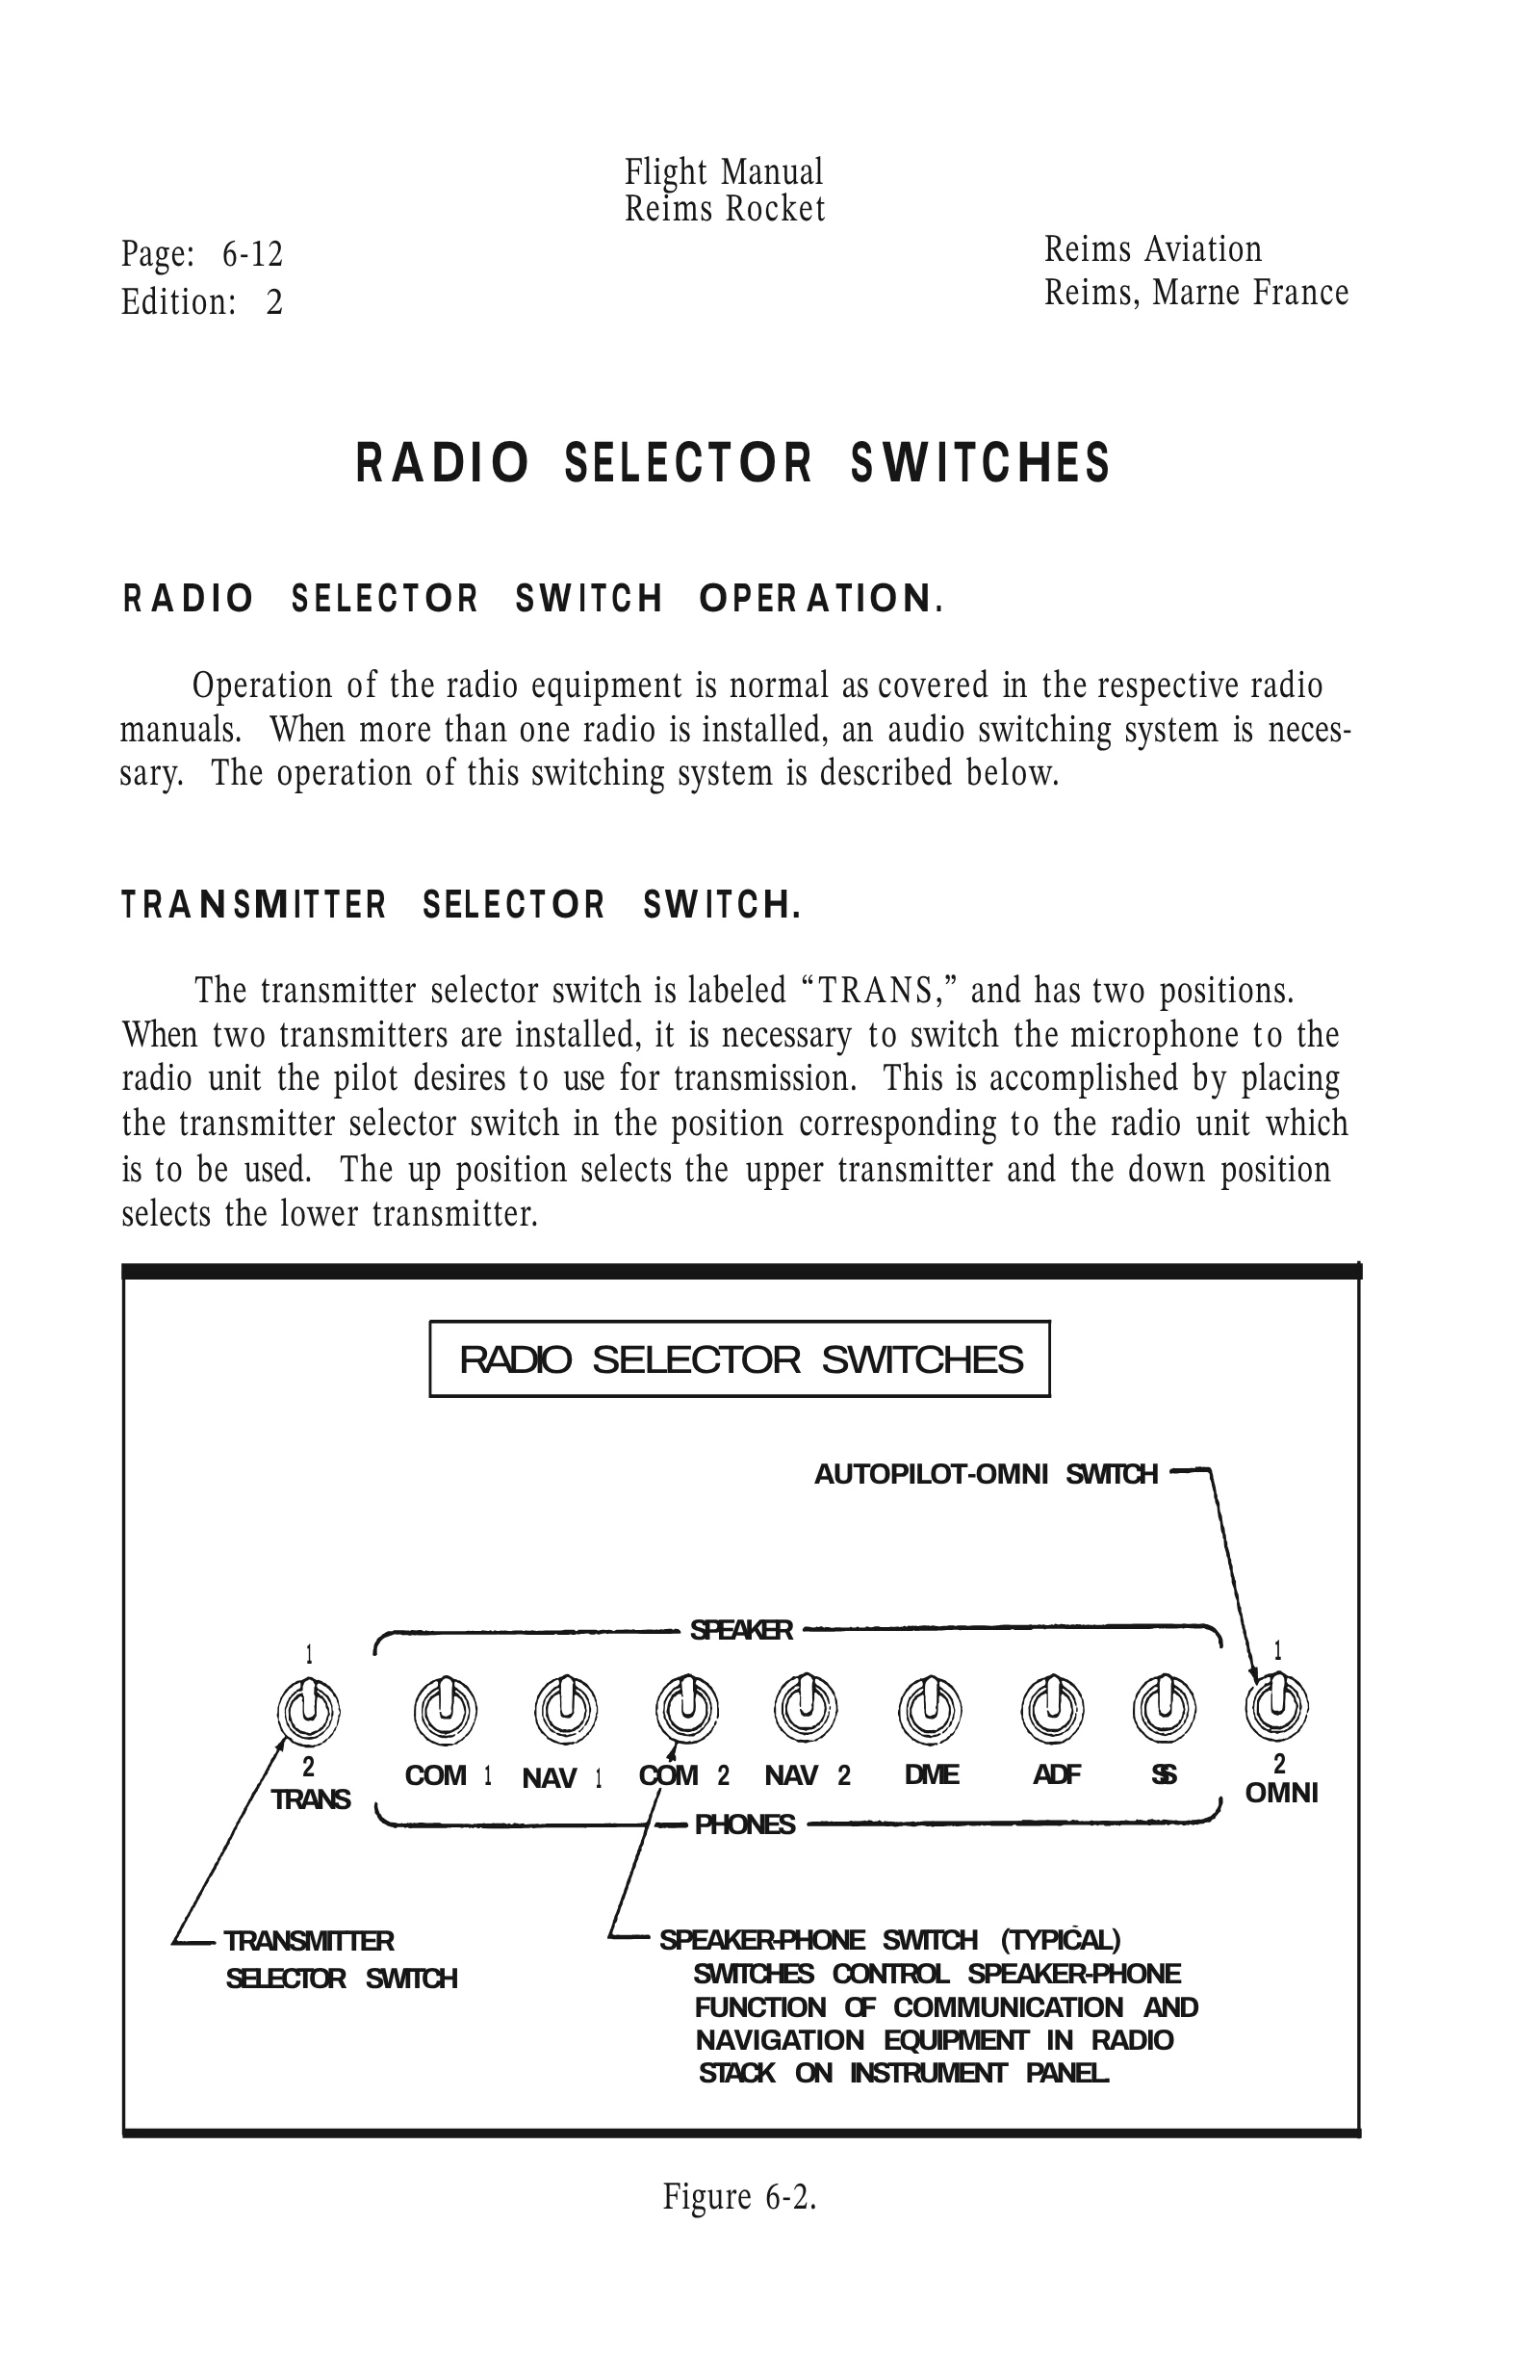 Flight Manual
Reims Rocket
Page: 6-12
Edition: 2
Reims Aviation
Reims, Marne France
RADIO SELECTOR SWITCHES
RADIO SELECTOR SWITCH OPERATION.
Operation of the radio equipment is normal as covered in the respective radio
manuals. When more than one radio is installed, an audio switching system is neces-
sary. The operation of this switching system is described below.
TRANSMITTER SELECTOR SWITCH.
The transmitter selector switch is labeled “TRANS,” and has two positions.
When two transmitters are installed, it is necessary to switch the microphone to the
radio unit the pilot desires to use for transmission. This is accomplished by placing
the transmitter selector switch in the position corresponding to the radio unit which
is to be used. The up position selects the upper transmitter and the down position
selects the lower transmitter.
RADIO SELECTOR SWITCHES
AUTOPILOT-OMNI SWITCH
SPEAKER
1
1
COM 1
NAV 1
COM 2
NAV 2
DME
ADF
SS
2
TRANS
2
OMNI
PHONES
TRANSMITTER
SELECTOR SWITCH
SPEAKER-PHONE SWITCH (TYPICAL)
SWITCHES CONTROL SPEAKER-PHONE
FUNCTION OF COMMUNICATION AND
NAVIGATION EQUIPMENT IN RADIO
STACK ON INSTRUMENT PANEL.
Figure 6-2.